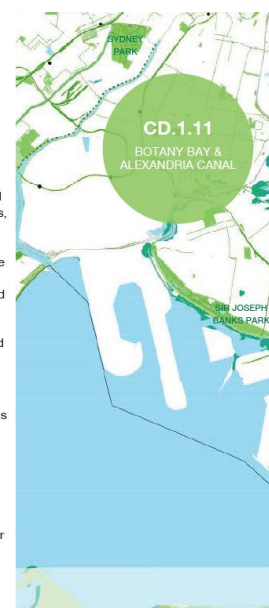 SYDNEY
PARK
CD.1.11
BOTANY BAY &
ALEXANDRIA CANAL
SIR JOSEPH
BANKS PARK